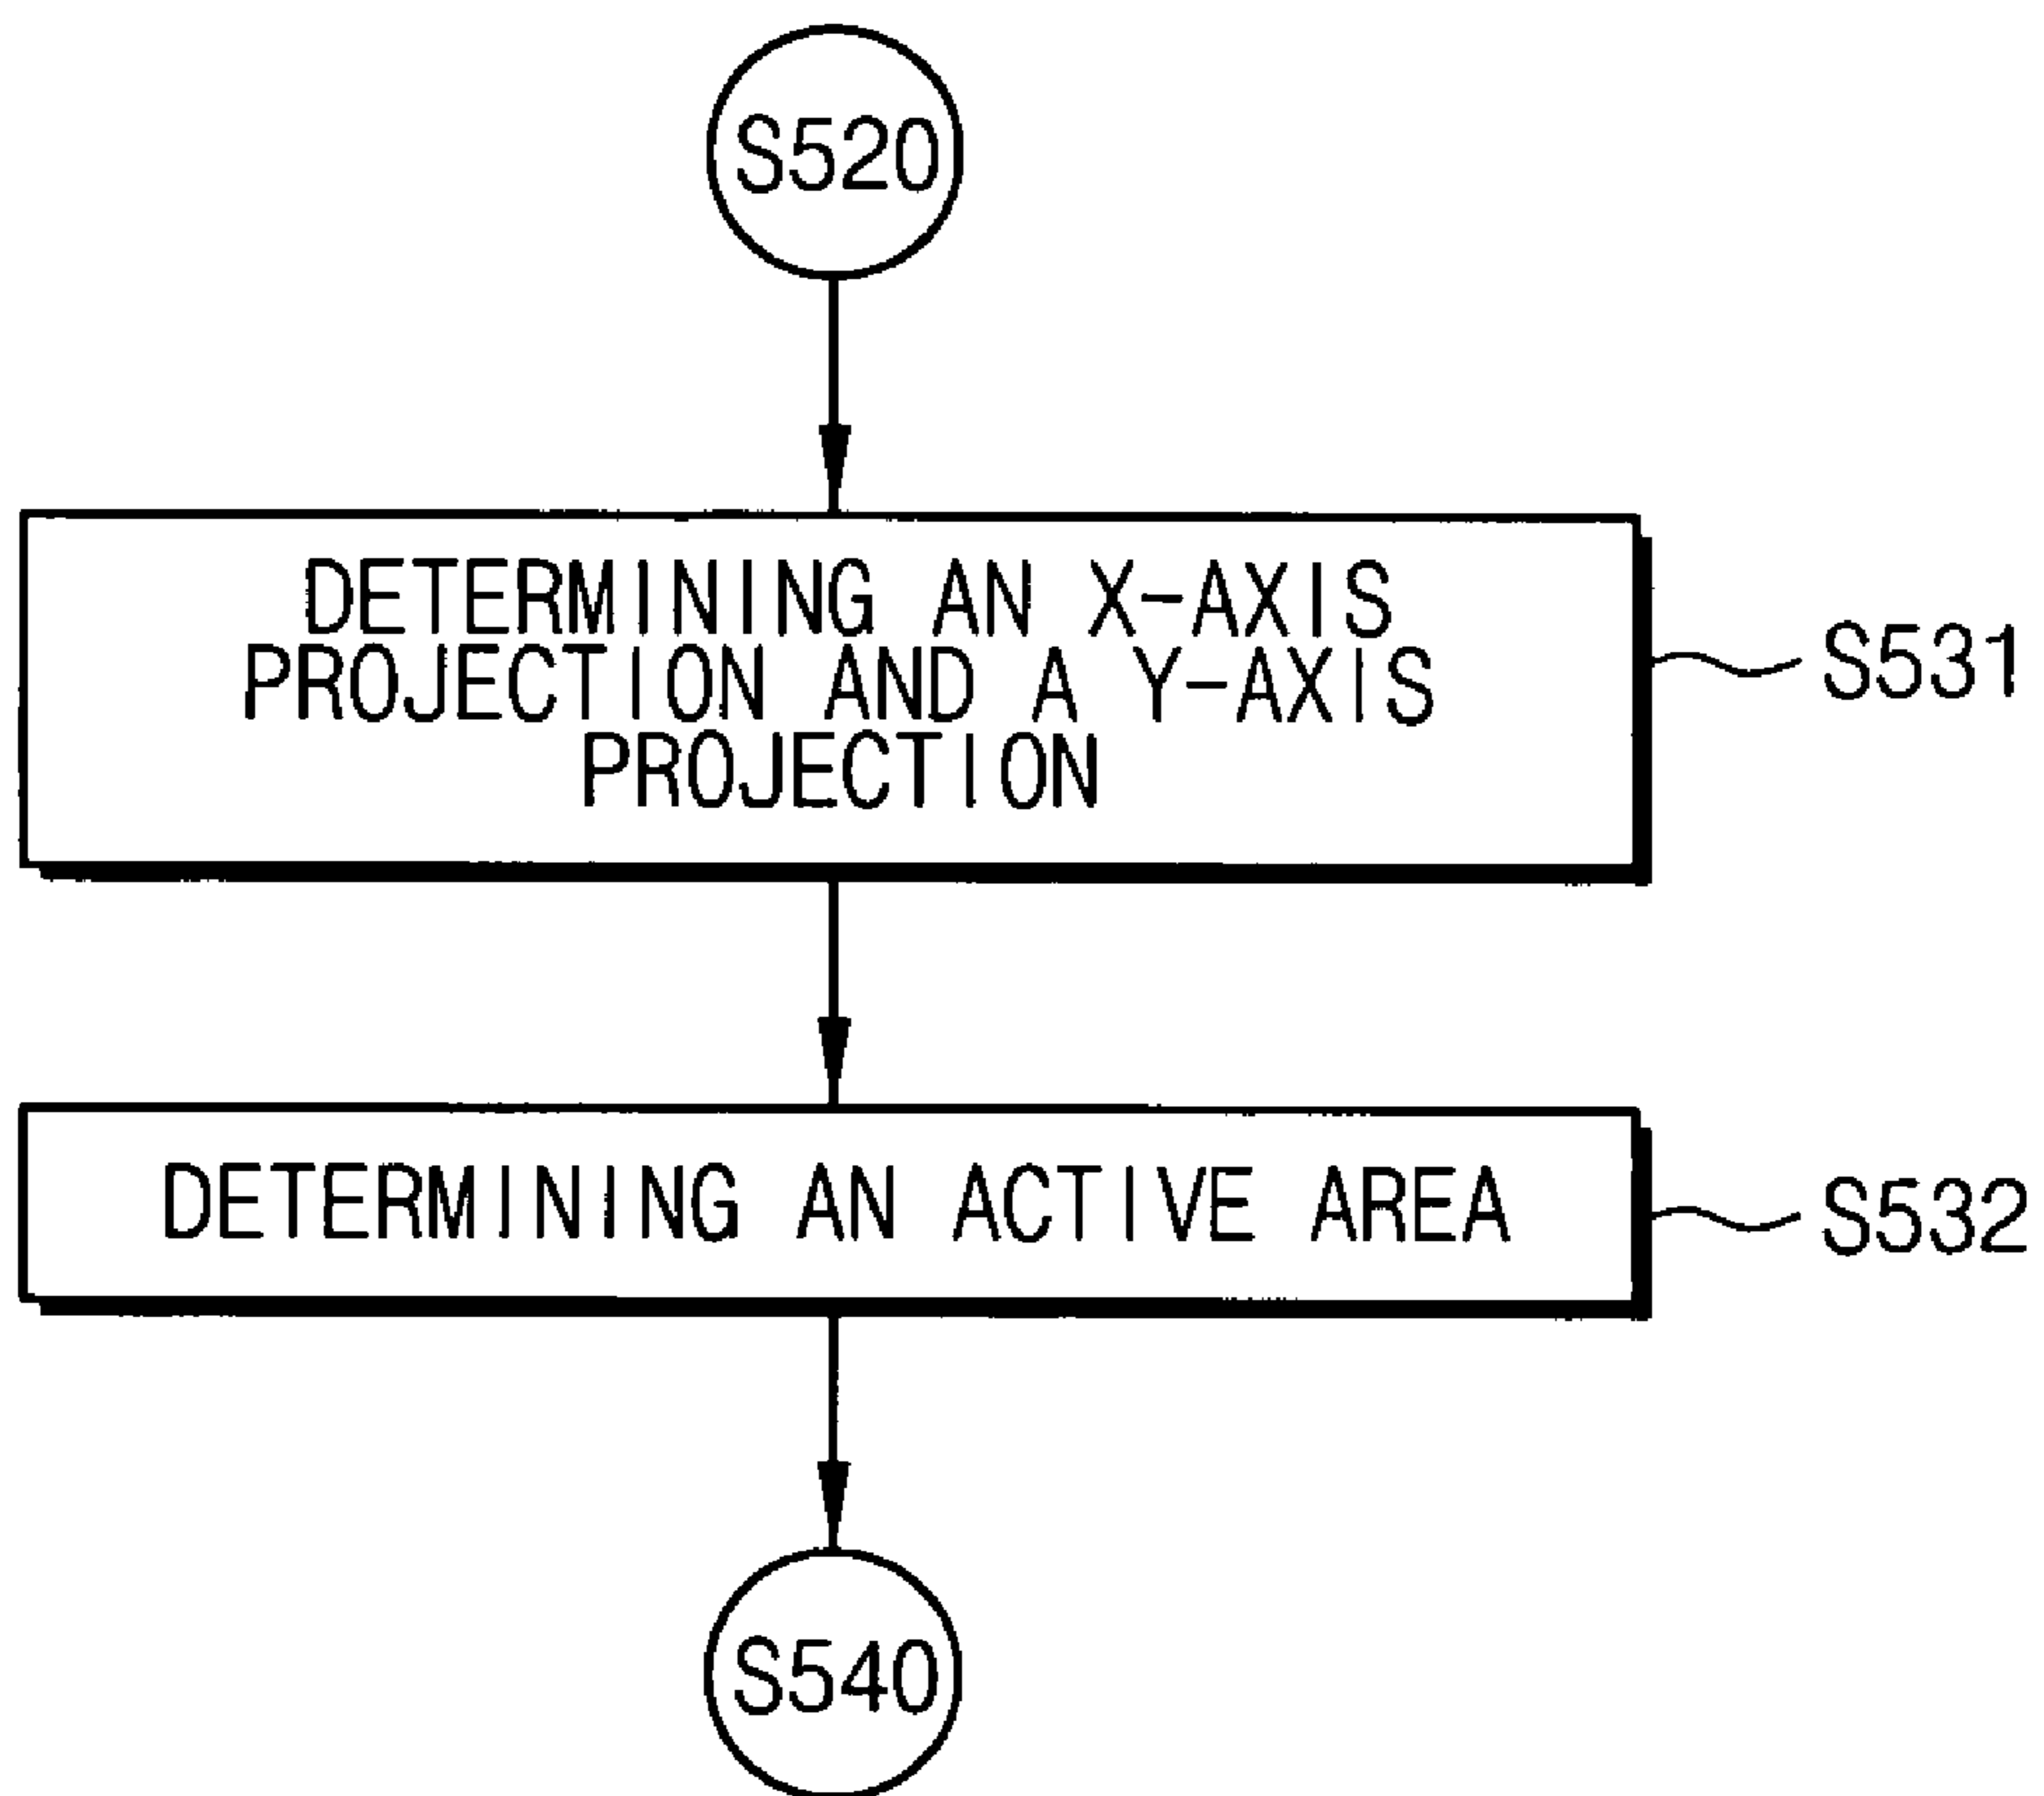 S520
DETERMINING AN X-AXIS
PROJECTION AND A Y-AXIS
PROJECTION
S531
DETERMINING AN ACTIVE AREA
S532
S540